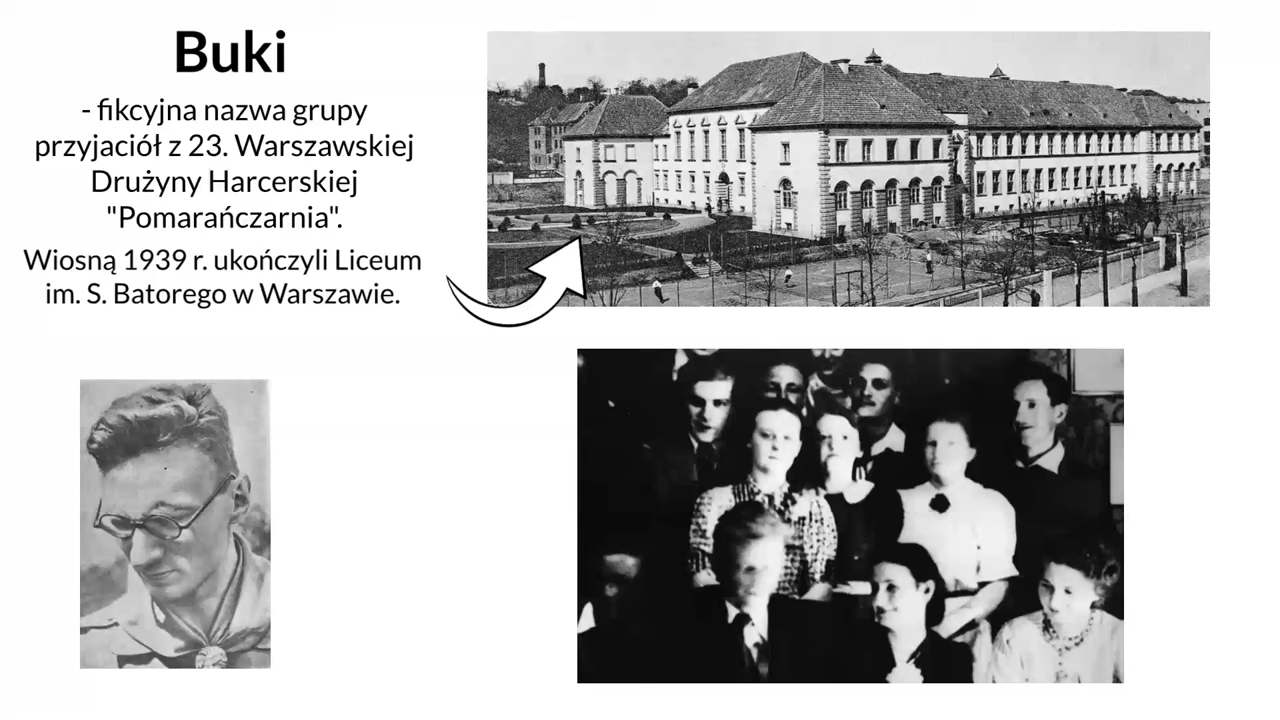 Buki
- fikcyjna nazwa grupy
przyjaciół z 23. Warszawskiej
Drużyny Harcerskiej
"Pomarańczarnia".
Wiosną 1939 r. ukończyli Liceum
im. S. Batorego w Warszawie.